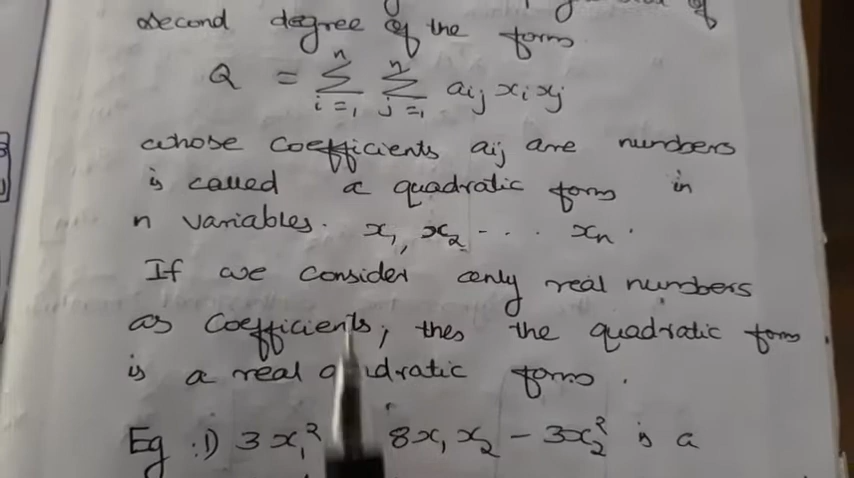 second degree of the form
Q = ∑_{i=1}^{n} ∑_{j=1}^{n} aij xi xj
whose coefficients aij are numbers
is called a quadratic form in
n variables. x1, x2 - - . . xn .
If we consider only real numbers
as coefficients, then the quadratic form
is a real quadratic form .
Eg :1) 3x1² 8x1 x2 - 3x2² is a